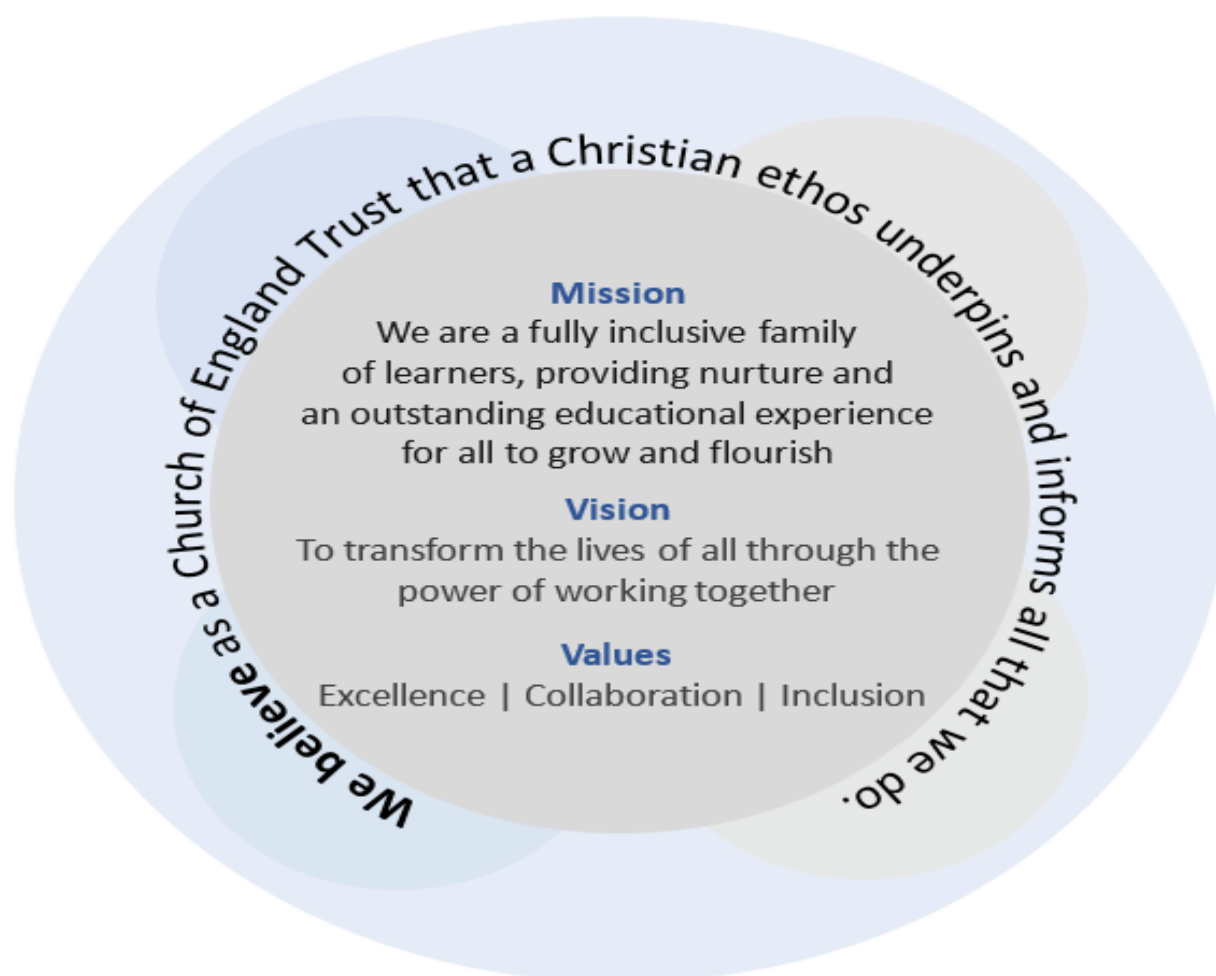 We believe as a Church of England Trust that a Christian ethos underpins and informs all that we do.
Mission
We are a fully inclusive family
of learners, providing nurture and
an outstanding educational experience
for all to grow and flourish
Vision
To transform the lives of all through the
power of working together
Values
Excellence | Collaboration | Inclusion